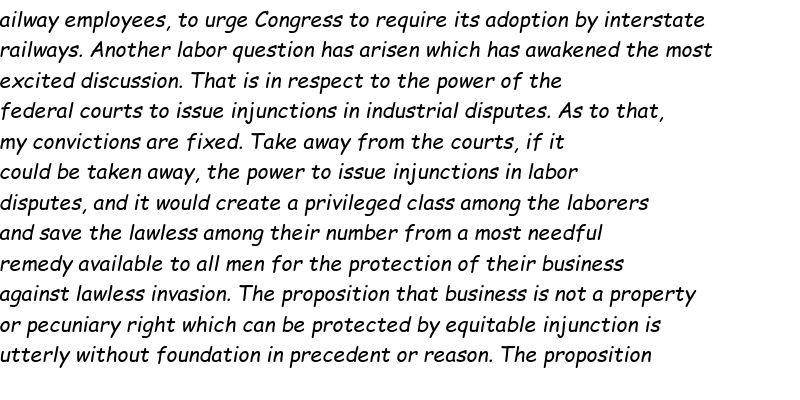 ailway employees, to urge Congress to require its adoption by interstate
railways. Another labor question has arisen which has awakened the most
excited discussion. That is in respect to the power of the
federal courts to issue injunctions in industrial disputes. As to that,
my convictions are fixed. Take away from the courts, if it
could be taken away, the power to issue injunctions in labor
disputes, and it would create a privileged class among the laborers
and save the lawless among their number from a most needful
remedy available to all men for the protection of their business
against lawless invasion. The proposition that business is not a property
or pecuniary right which can be protected by equitable injunction is
utterly without foundation in precedent or reason. The proposition